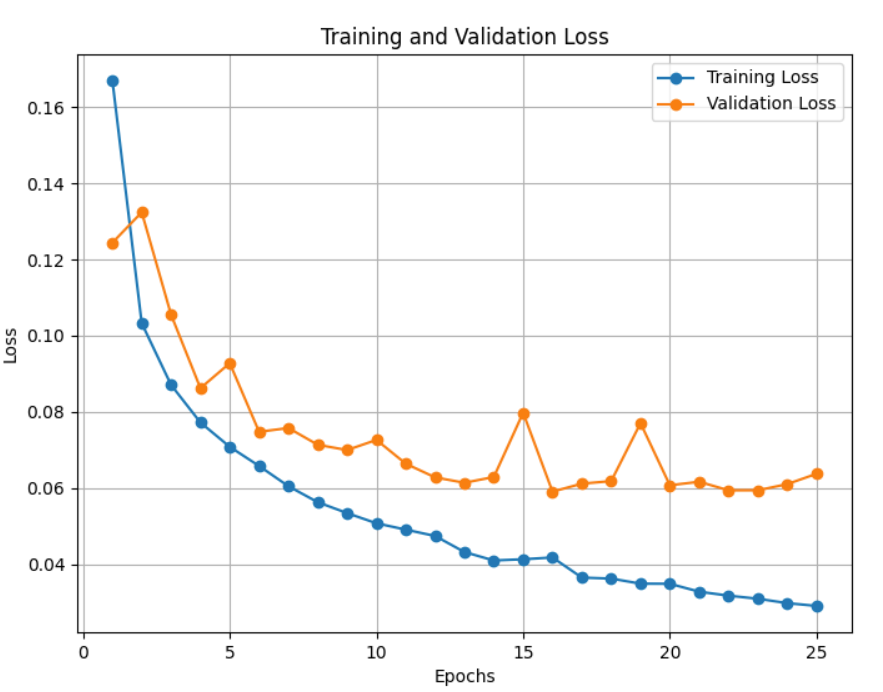 Training and Validation Loss
Training Loss
Validation Loss
0.16
0.14
0.12
0.10
0.08
0.06
0.04
Loss
0 5 10 15 20 25
Epochs